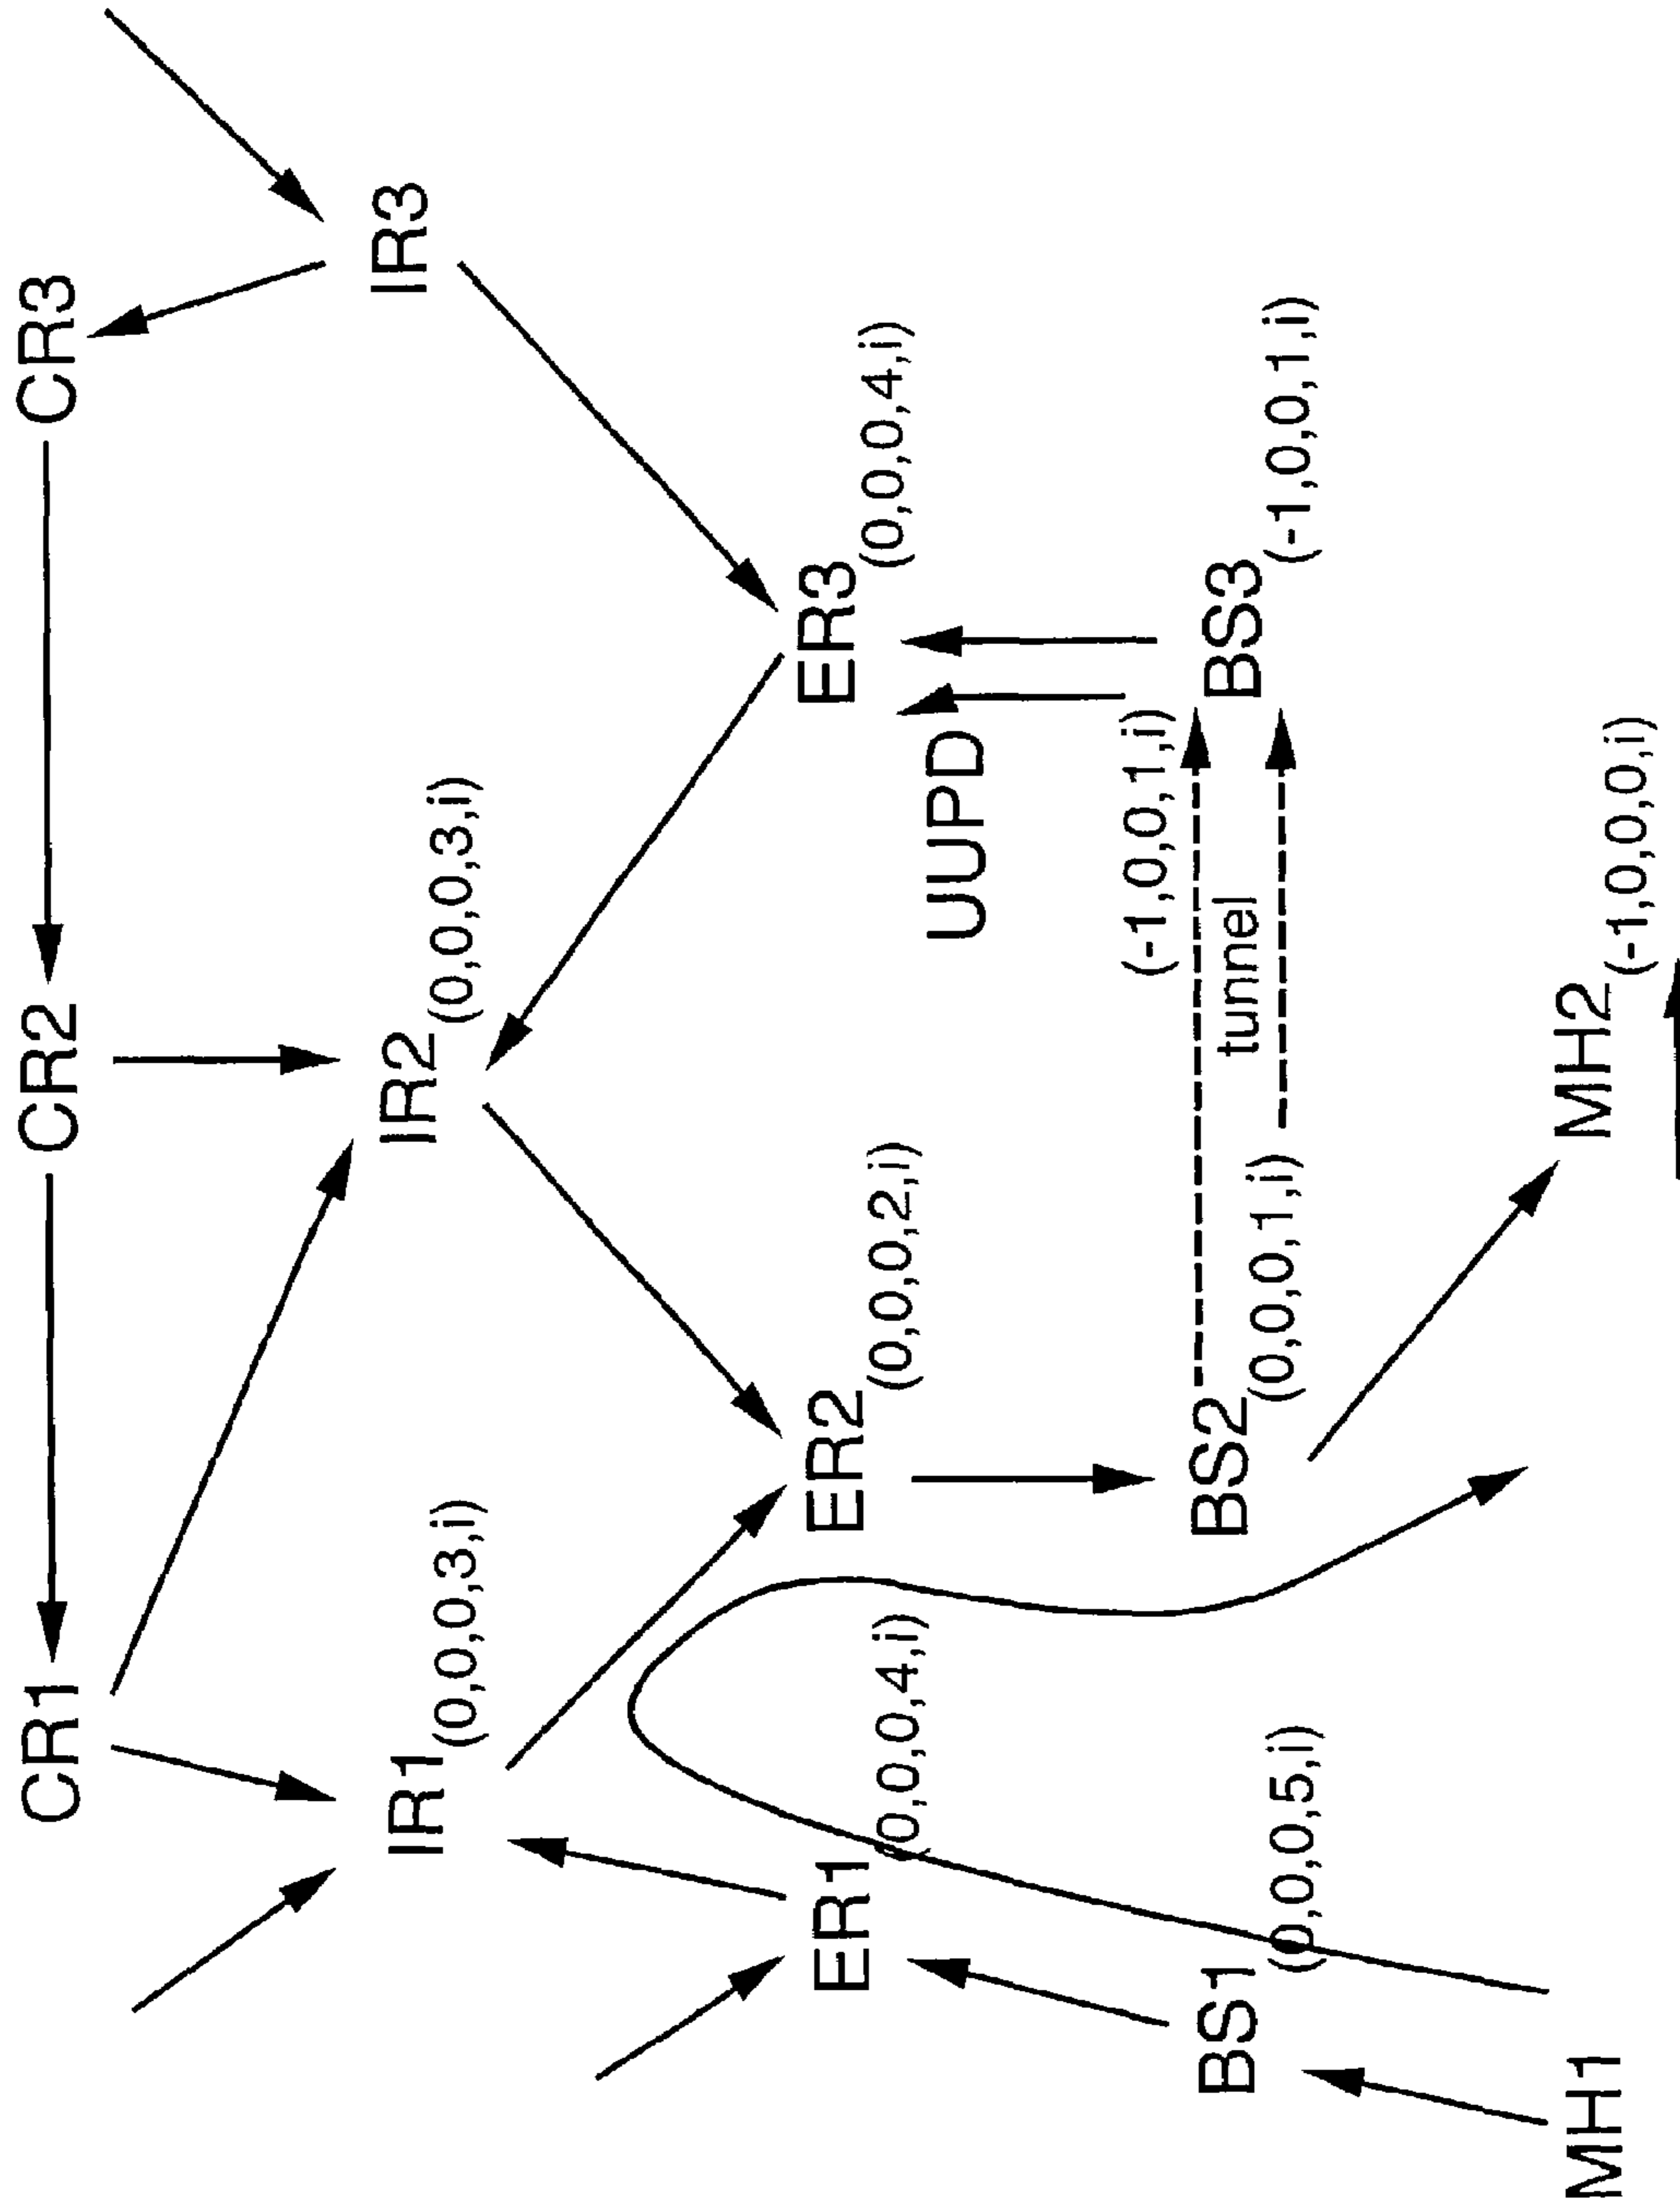 CR1
CR2
CR3
IR1
(0,0,0,3,i)
IR2
(0,0,0,3,i)
IR3
ER1
(0,0,0,4,i)
ER2
(0,0,0,2,i)
ER3
(0,0,0,4,i)
UUPD
(-1,0,0,1,i)
BS1
(0,0,0,5,i)
BS2
(0,0,0,1,i)
tunnel
BS3
(-1,0,0,1,i)
MH1
MH2
(-1,0,0,0,i)